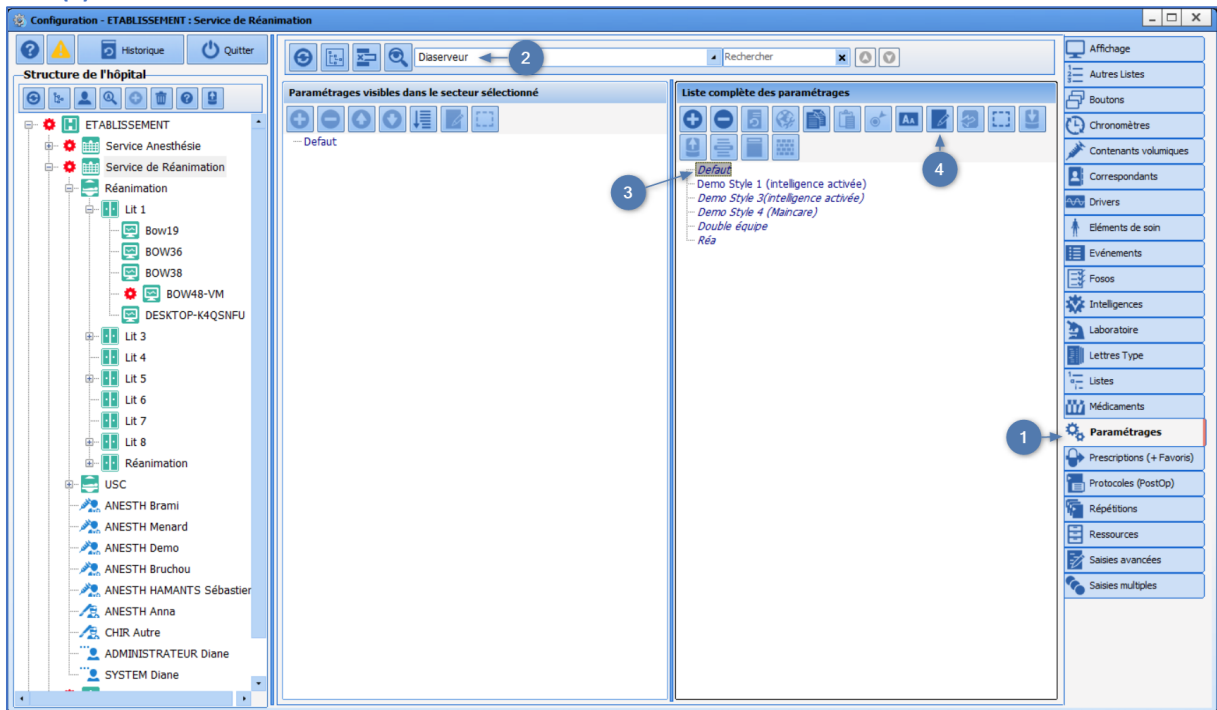 Configuration - ETABLISSEMENT : Service de Réanimation
Historique
Quitter
Structure de l'hôpital
ETABLISSEMENT
Service Anesthésie
Service de Réanimation
Réanimation
Lit 1
Bow19
BOW36
BOW38
BOW48-VM
DESKTOP-K4QSNFU
Lit 3
Lit 4
Lit 5
Lit 6
Lit 7
Lit 8
Réanimation
USC
ANESTH Brami
ANESTH Menard
ANESTH Demo
ANESTH Bruchou
ANESTH HAMANTS Sébastier
ANESTH Anna
CHIR Autre
ADMINISTRATEUR Diane
SYSTEM Diane
Diaserveur
2
Rechercher
Paramétrages visibles dans le secteur sélectionné
Defaut
Liste complète des paramétrages
Aa
4
3
Defaut
Demo Style 1 (intelligence activée)
Demo Style 3(intelligence activée)
Demo Style 4 (Maincare)
Double équipe
Réa
1
Affichage
Autres Listes
Boutons
Chronomètres
Contenants volumiques
Correspondants
Drivers
Eléments de soin
Evénements
Fosos
Intelligences
Laboratoire
Lettres Type
Listes
Médicaments
Paramétrages
Prescriptions (+ Favoris)
Protocoles (PostOp)
Répétitions
Ressources
Saisies avancées
Saisies multiples